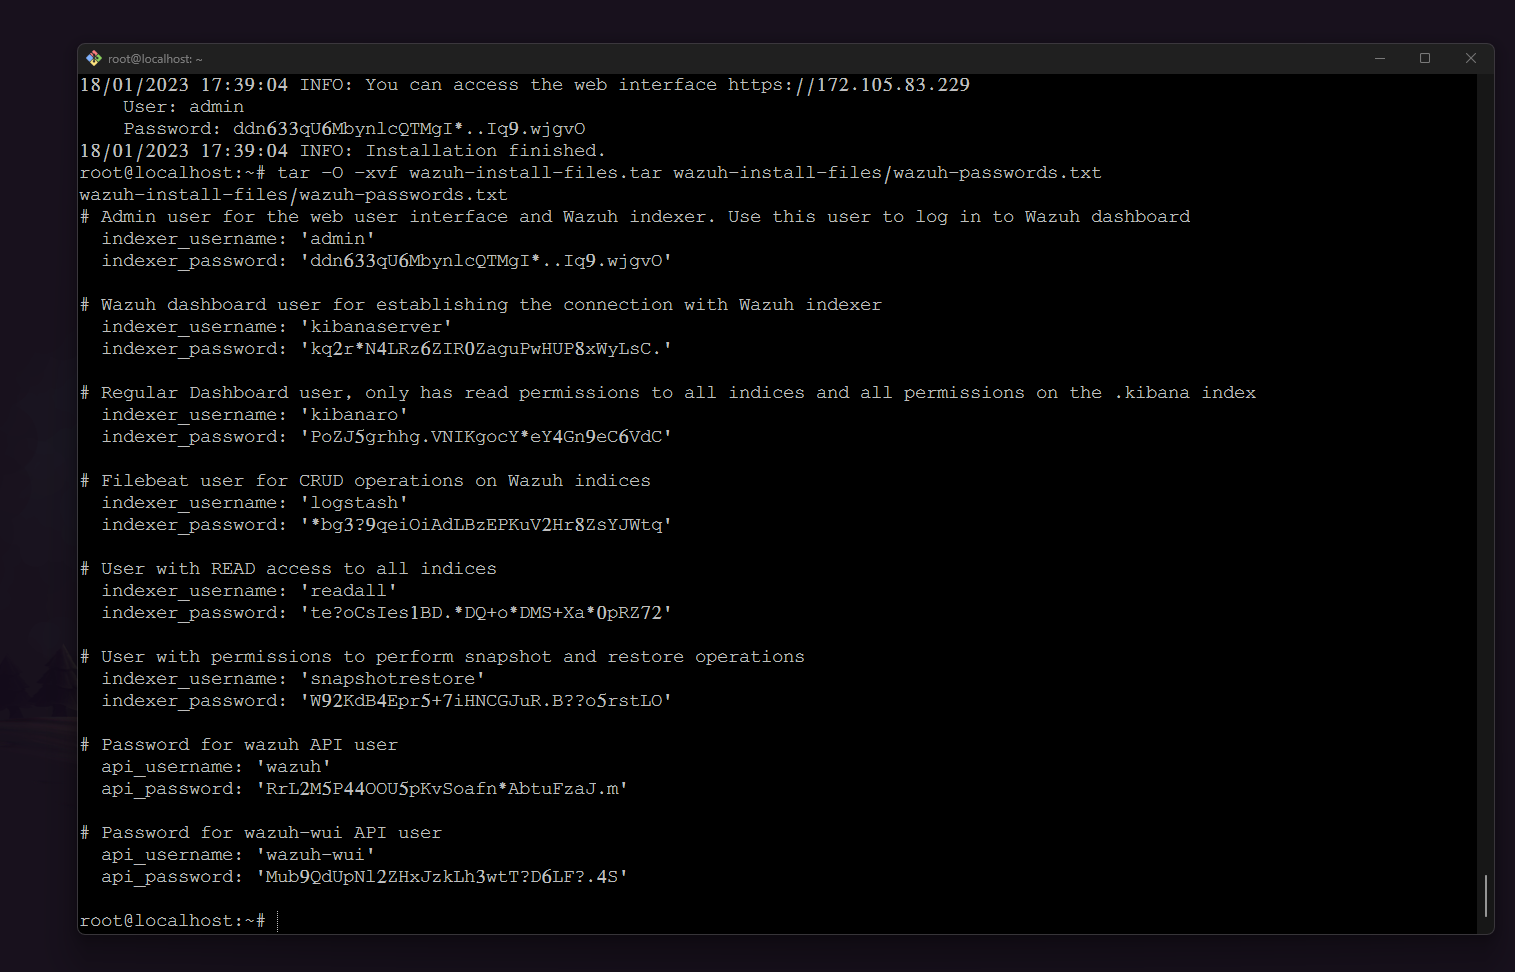 root@localhost: ~
18/01/2023 17:39:04 INFO: You can access the web interface https://172.105.83.229
    User: admin
    Password: ddn633qU6MbynlcQTMgI*..Iq9.wjgvO
18/01/2023 17:39:04 INFO: Installation finished.
root@localhost:~# tar -O -xvf wazuh-install-files.tar wazuh-install-files/wazuh-passwords.txt
wazuh-install-files/wazuh-passwords.txt
# Admin user for the web user interface and Wazuh indexer. Use this user to log in to Wazuh dashboard
  indexer_username: 'admin'
  indexer_password: 'ddn633qU6MbynlcQTMgI*..Iq9.wjgvO'

# Wazuh dashboard user for establishing the connection with Wazuh indexer
  indexer_username: 'kibanaserver'
  indexer_password: 'kq2r*N4LRz6ZIR0ZaguPwHUP8xWyLsC.'

# Regular Dashboard user, only has read permissions to all indices and all permissions on the .kibana index
  indexer_username: 'kibanaro'
  indexer_password: 'PoZJ5grhhg.VNIKgocY*eY4Gn9eC6VdC'

# Filebeat user for CRUD operations on Wazuh indices
  indexer_username: 'logstash'
  indexer_password: '*bg3?9qeiOiAdLBzEPKuV2Hr8ZsYJWtq'

# User with READ access to all indices
  indexer_username: 'readall'
  indexer_password: 'te?oCsIes1BD.*DQ+o*DMS+Xa*0pRZ72'

# User with permissions to perform snapshot and restore operations
  indexer_username: 'snapshotrestore'
  indexer_password: 'W92KdB4Epr5+7iHNCGJuR.B??o5rstLO'

# Password for wazuh API user
  api_username: 'wazuh'
  api_password: 'RrL2M5P44OOU5pKvSoafn*AbtuFzaJ.m'

# Password for wazuh-wui API user
  api_username: 'wazuh-wui'
  api_password: 'Mub9QdUpNl2ZHxJzkLh3wtT?D6LF?.4S'

root@localhost:~#